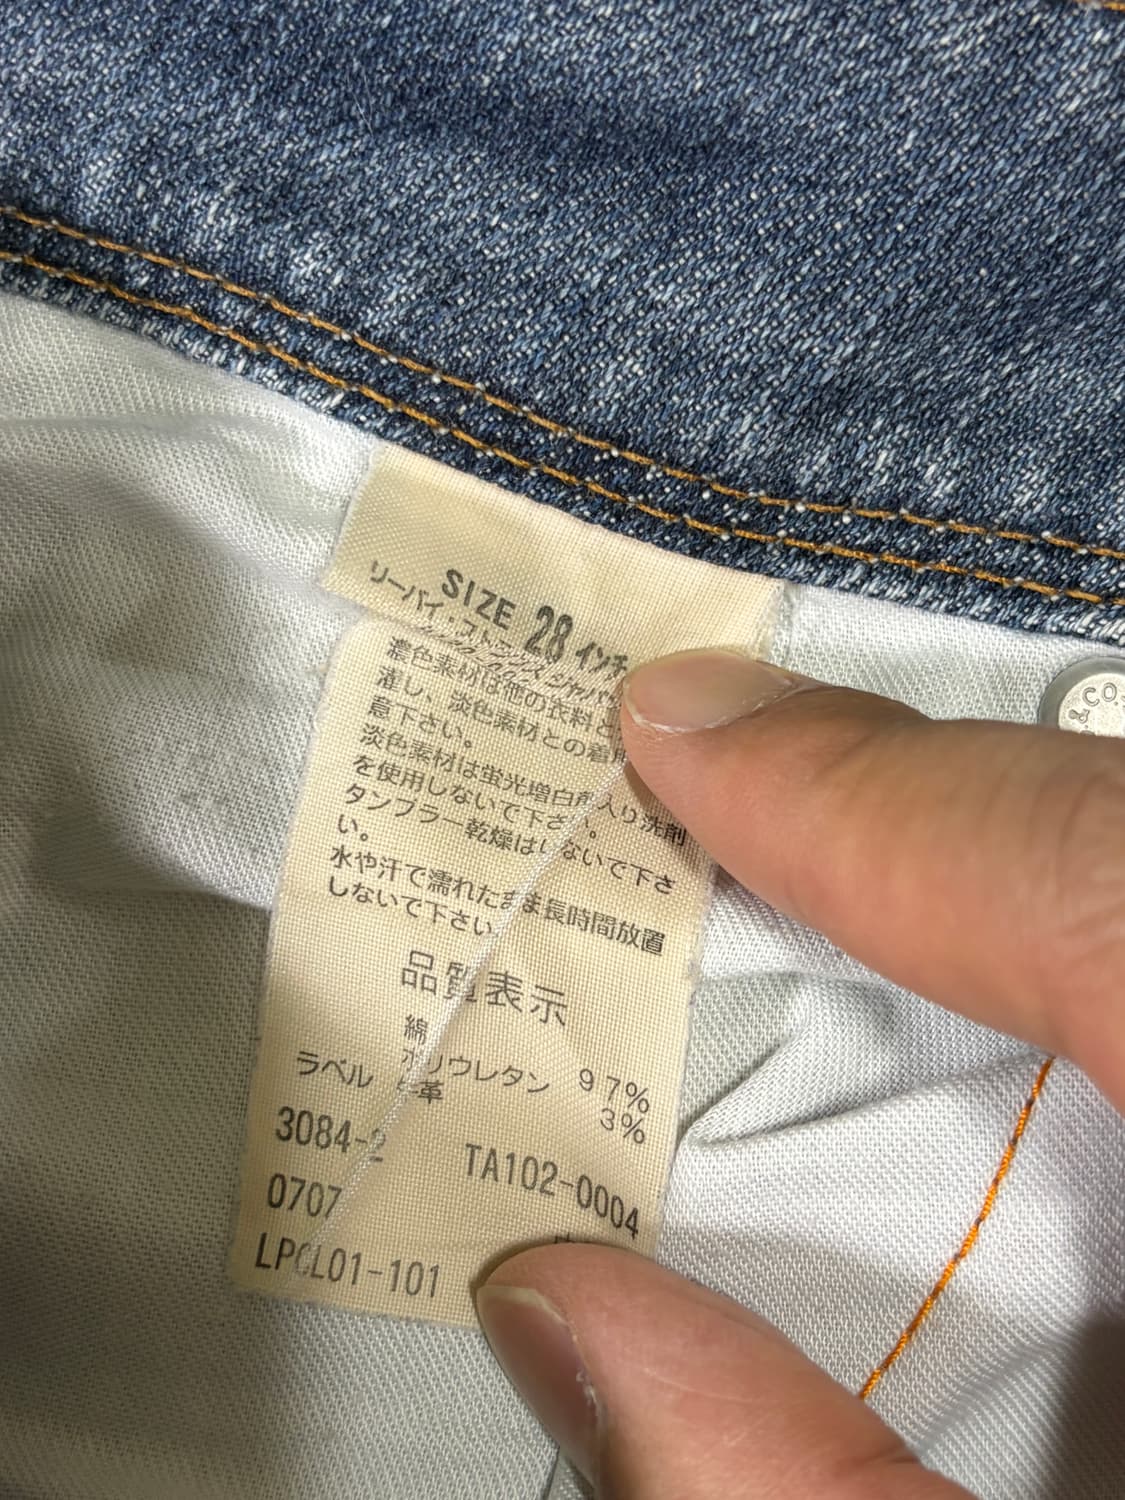 SIZE 28 インチ
リーバイ・ストラウス ジャパン
濃色素材は他の衣料と
濯し、淡色素材との着用
意下さい。
淡色素材は蛍光増白剤入り洗剤
を使用しないで下さい。
タンブラー乾燥はしないで下さ
い。
水や汗で濡れたまま長時間放置
しないで下さい。
品質表示
綿 97%
ポリウレタン 3%
ラベル 牛革
3084-2 TA102-0004
0707
LPCL01-101
& CO.